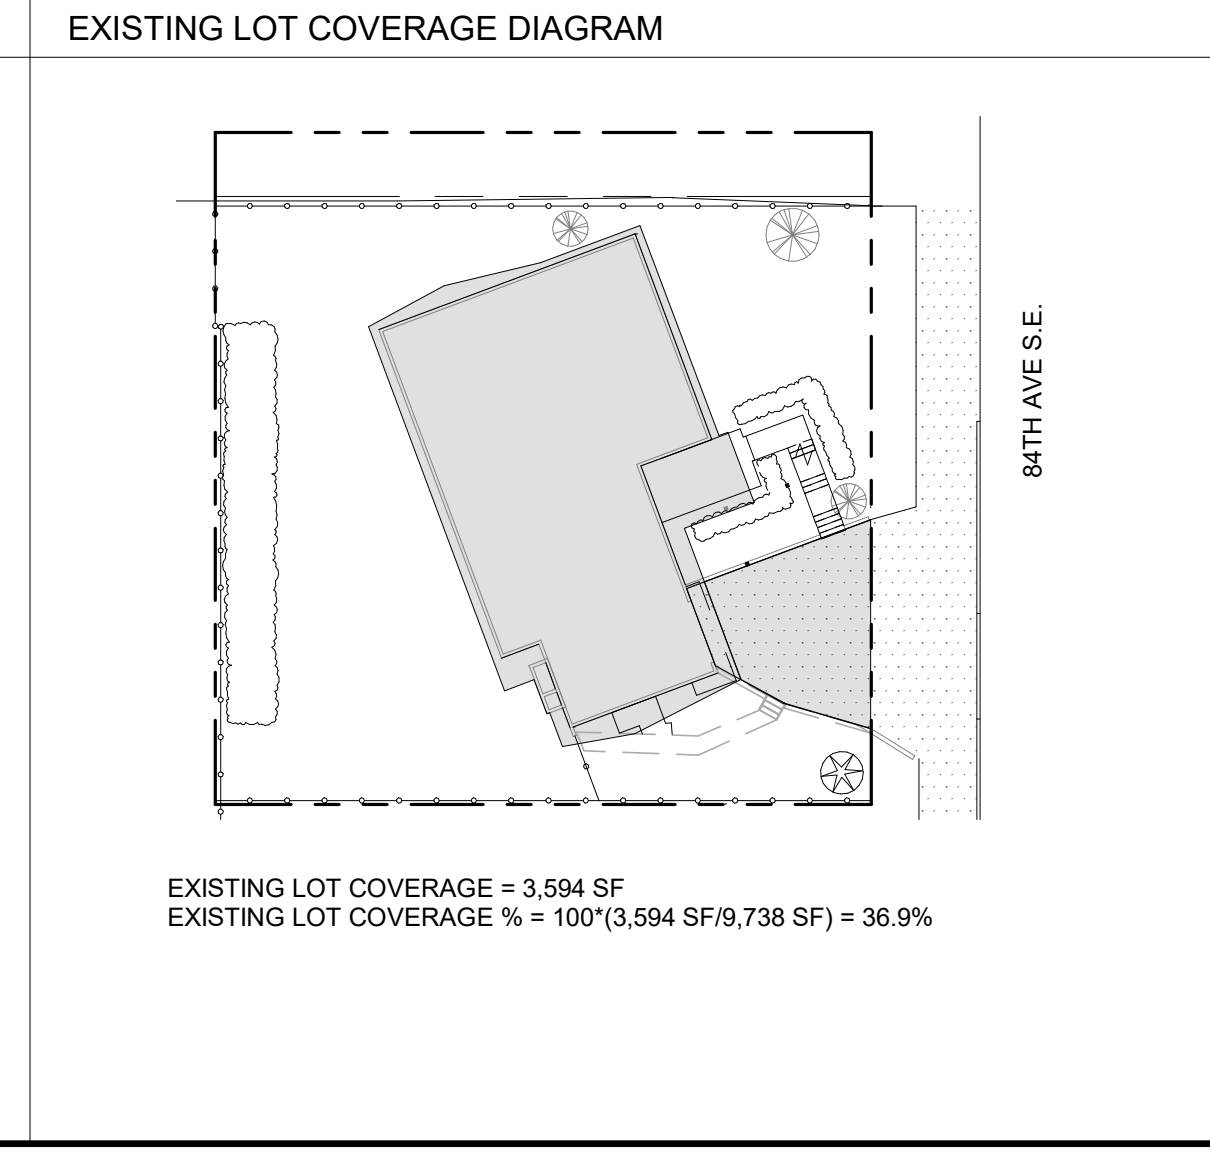 EXISTING LOT COVERAGE DIAGRAM
84TH AVE S.E.
EXISTING LOT COVERAGE = 3,594 SF
EXISTING LOT COVERAGE % = 100*(3,594 SF/9,738 SF) = 36.9%